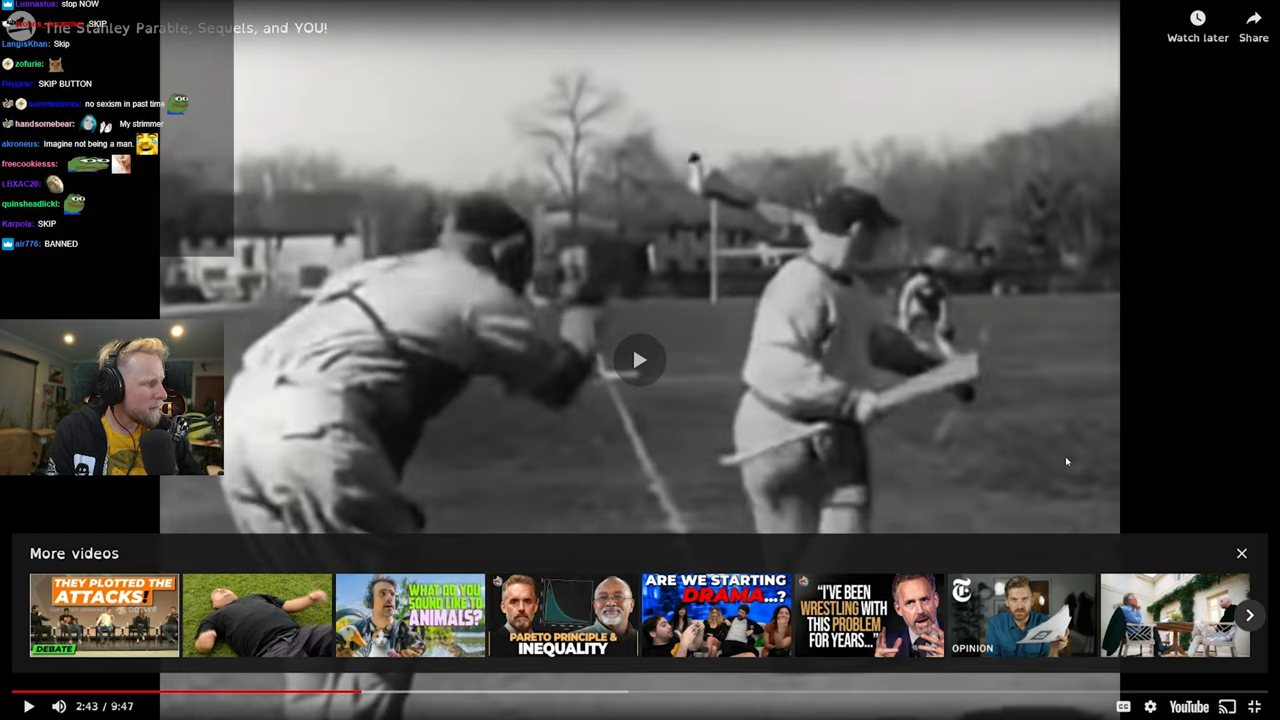 Lunnastus: stop NOW
SKIP
The Stanley Parable, Sequels, and YOU!
Watch later
Share
LangisKhan: Skip
zofurie:
SKIP BUTTON
no sexism in past time
handsomebear: My strimmer
akroneus: Imagine not being a man.
freecookiesss:
LBXAC20:
quinsheadlickl:
Karpola: SKIP
air776: BANNED
More videos
THEY PLOTTED THE
ATTACKS!
DEBATE
WHAT DO YOU
SOUND LIKE TO
ANIMALS?
PARETO PRINCIPLE &
INEQUALITY
ARE WE STARTING
DRAMA...?
"I'VE BEEN
WRESTLING WITH
THIS PROBLEM
FOR YEARS..."
OPINION
2:43 / 9:47
CC
YouTube